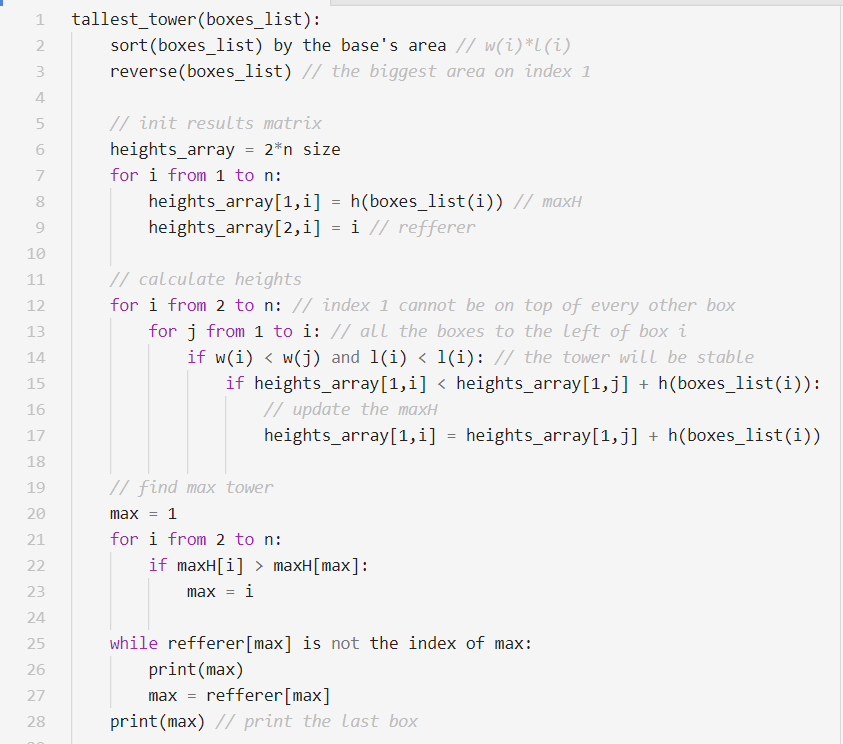 1 tallest_tower(boxes_list):
2 sort(boxes_list) by the base's area // w(i)*l(i)
3 reverse(boxes_list) // the biggest area on index 1
4
5 // init results matrix
6 heights_array = 2*n size
7 for i from 1 to n:
8 heights_array[1,i] = h(boxes_list(i)) // maxH
9 heights_array[2,i] = i // refferer
10
11 // calculate heights
12 for i from 2 to n: // index 1 cannot be on top of every other box
13 for j from 1 to i: // all the boxes to the left of box i
14 if w(i) < w(j) and l(i) < l(i): // the tower will be stable
15 if heights_array[1,i] < heights_array[1,j] + h(boxes_list(i)):
16 // update the maxH
17 heights_array[1,i] = heights_array[1,j] + h(boxes_list(i))
18
19 // find max tower
20 max = 1
21 for i from 2 to n:
22 if maxH[i] > maxH[max]:
23 max = i
24
25 while refferer[max] is not the index of max:
26 print(max)
27 max = refferer[max]
28 print(max) // print the last box